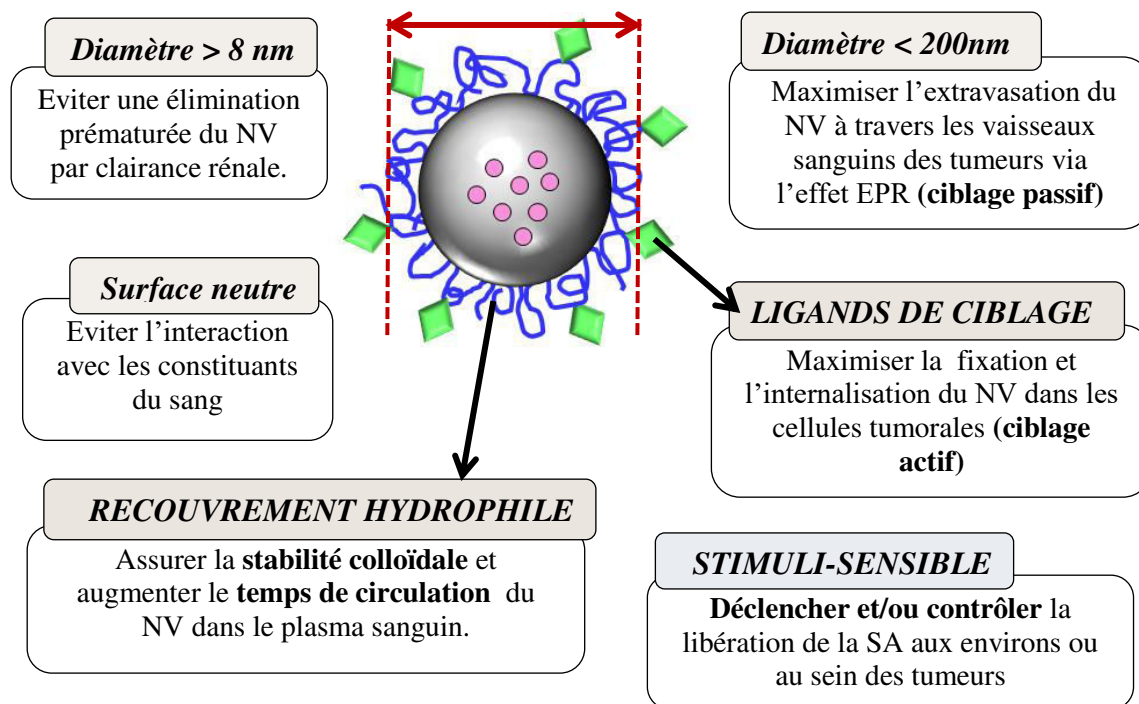 Diamètre > 8 nm
Eviter une élimination
prématurée du NV
par clairance rénale.
Diamètre < 200nm
Maximiser l'extravasation du
NV à travers les vaisseaux
sanguins des tumeurs via
l'effet EPR (ciblage passif)
Surface neutre
Eviter l'interaction
avec les constituants
du sang
LIGANDS DE CIBLAGE
Maximiser la fixation et
l'internalisation du NV dans les
cellules tumorales (ciblage
actif)
RECOUVREMENT HYDROPHILE
Assurer la stabilité colloïdale et
augmenter le temps de circulation du
NV dans le plasma sanguin.
STIMULI-SENSIBLE
Déclencher et/ou contrôler la
libération de la SA aux environs ou
au sein des tumeurs